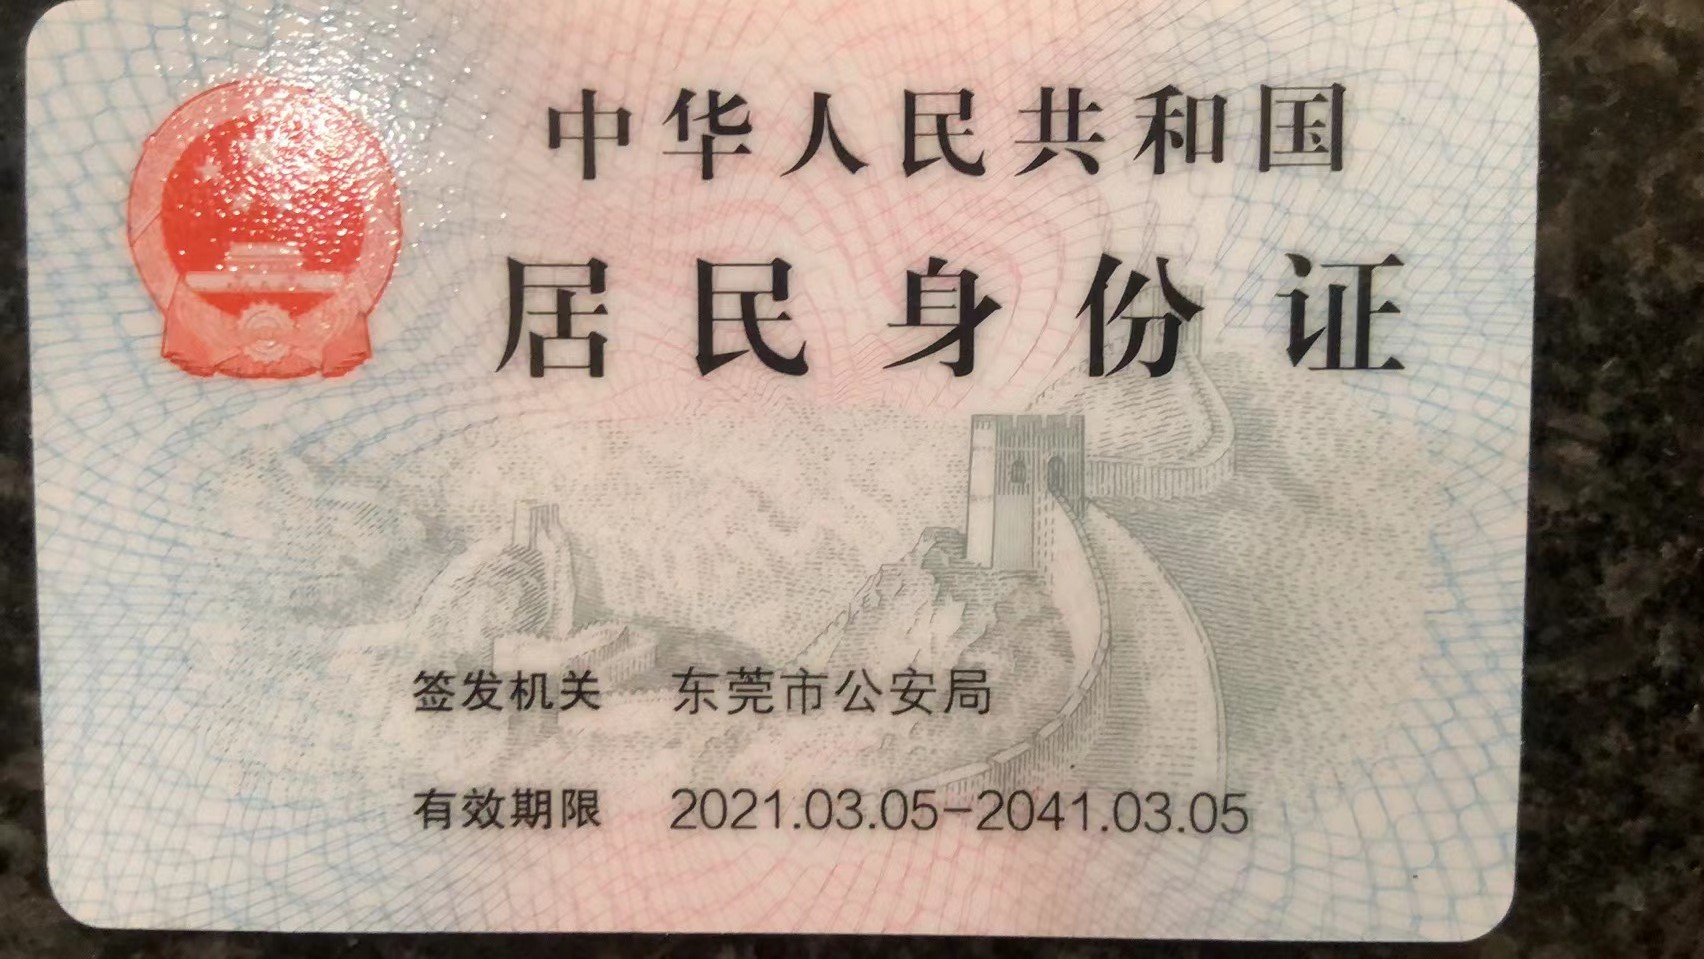 中华人民共和国
居民身份证
签发机关 东莞市公安局
有效期限 2021.03.05-2041.03.05